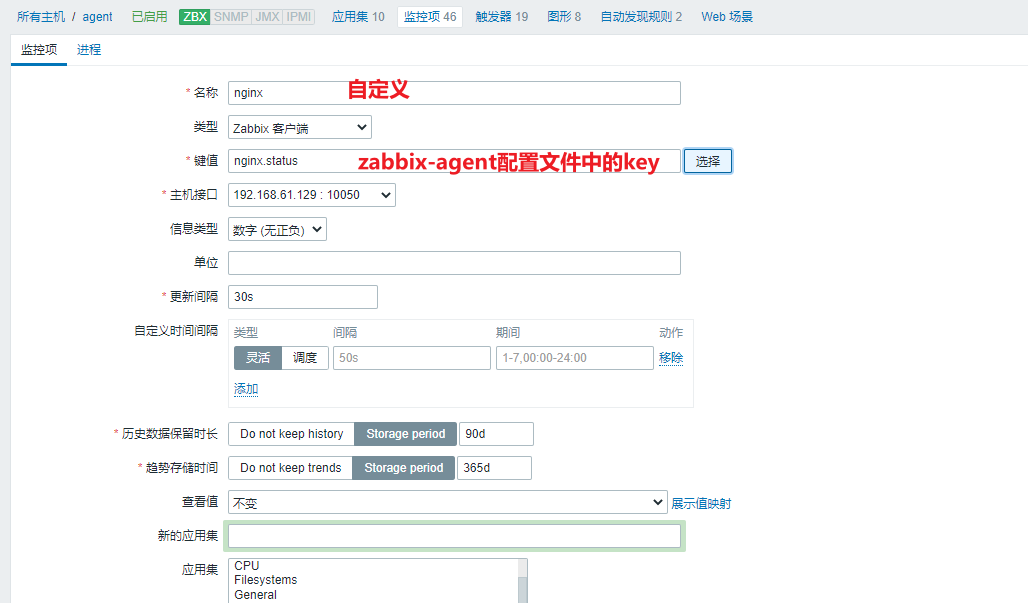 所有主机 / agent 已启用 ZBX SNMP JMX IPMI 应用集 10 监控项 46 触发器 19 图形 8 自动发现规则 2 Web 场景
监控项 进程
* 名称 nginx 自定义
类型 Zabbix 客户端
* 键值 nginx.status zabbix-agent配置文件中的key 选择
* 主机接口 192.168.61.129 : 10050
信息类型 数字 (无正负)
单位
* 更新间隔 30s
自定义时间间隔 类型 间隔 期间 动作
灵活 调度 50s 1-7,00:00-24:00 移除
添加
* 历史数据保留时长 Do not keep history Storage period 90d
* 趋势存储时间 Do not keep trends Storage period 365d
查看值 不变 展示值映射
新的应用集
应用集 CPU
Filesystems
General